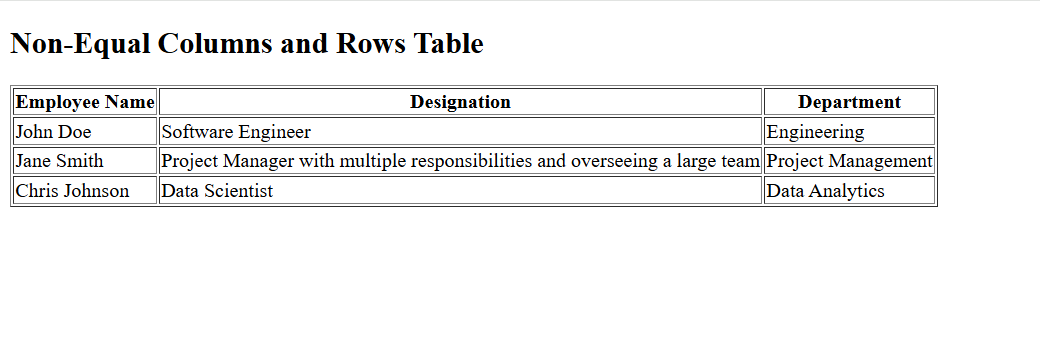 Non-Equal Columns and Rows Table
Employee Name Designation Department
John Doe Software Engineer Engineering
Jane Smith Project Manager with multiple responsibilities and overseeing a large team Project Management
Chris Johnson Data Scientist Data Analytics